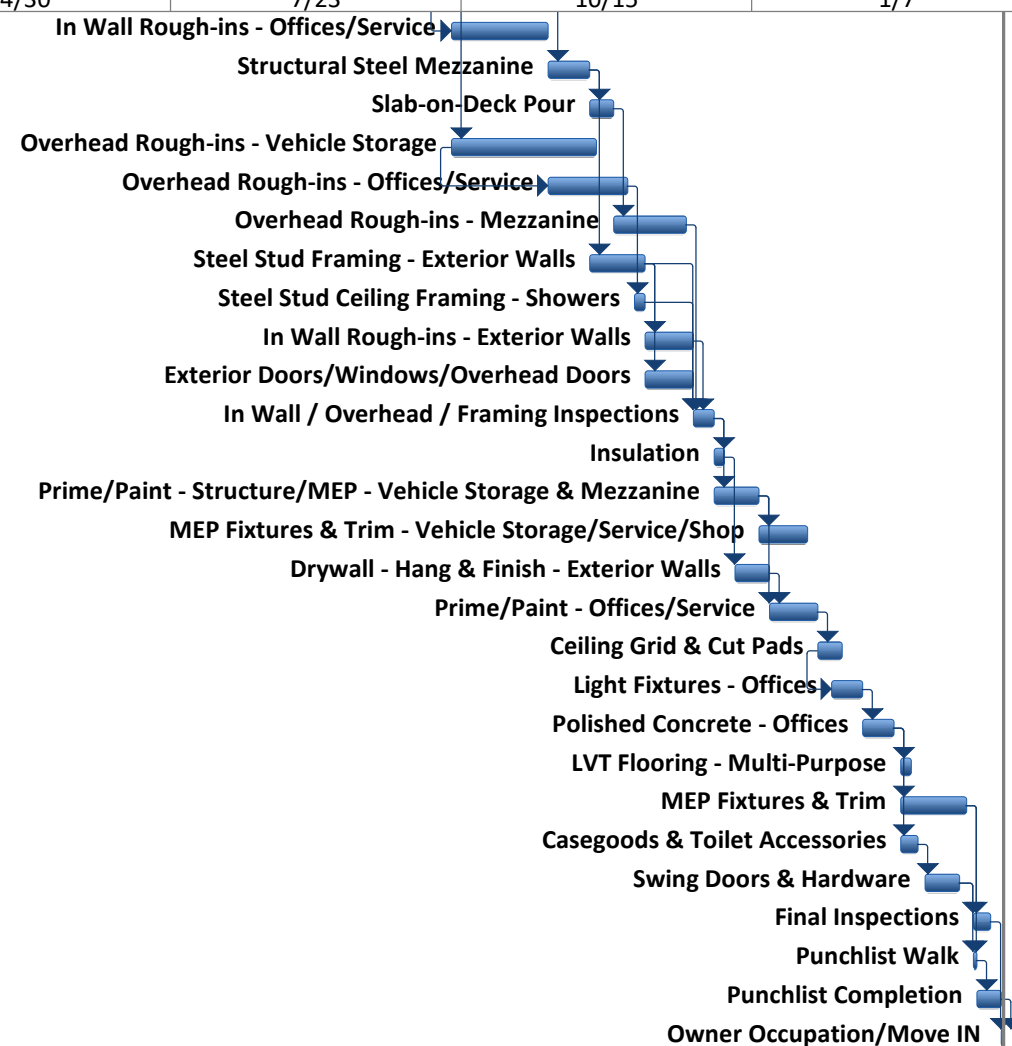 4/30 7/23 10/15 1/7
In Wall Rough-ins - Offices/Service
Structural Steel Mezzanine
Slab-on-Deck Pour
Overhead Rough-ins - Vehicle Storage
Overhead Rough-ins - Offices/Service
Overhead Rough-ins - Mezzanine
Steel Stud Framing - Exterior Walls
Steel Stud Ceiling Framing - Showers
In Wall Rough-ins - Exterior Walls
Exterior Doors/Windows/Overhead Doors
In Wall / Overhead / Framing Inspections
Insulation
Prime/Paint - Structure/MEP - Vehicle Storage & Mezzanine
MEP Fixtures & Trim - Vehicle Storage/Service/Shop
Drywall - Hang & Finish - Exterior Walls
Prime/Paint - Offices/Service
Ceiling Grid & Cut Pads
Light Fixtures - Offices
Polished Concrete - Offices
LVT Flooring - Multi-Purpose
MEP Fixtures & Trim
Casegoods & Toilet Accessories
Swing Doors & Hardware
Final Inspections
Punchlist Walk
Punchlist Completion
Owner Occupation/Move IN